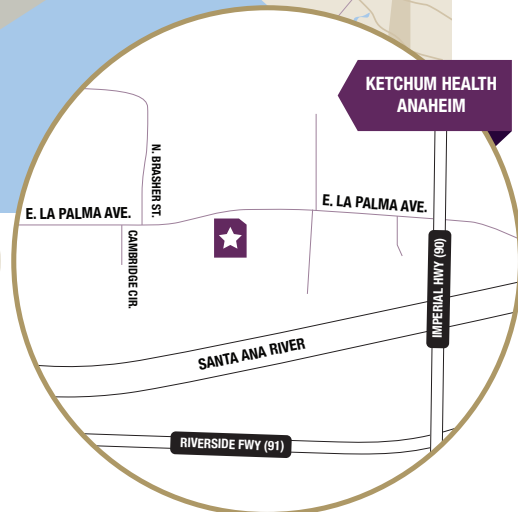 KETCHUM HEALTH
ANAHEIM
N. BRASHER ST.
E. LA PALMA AVE.
E. LA PALMA AVE.
CAMBRIDGE CIR.
IMPERIAL HWY (90)
SANTA ANA RIVER
RIVERSIDE FWY (91)